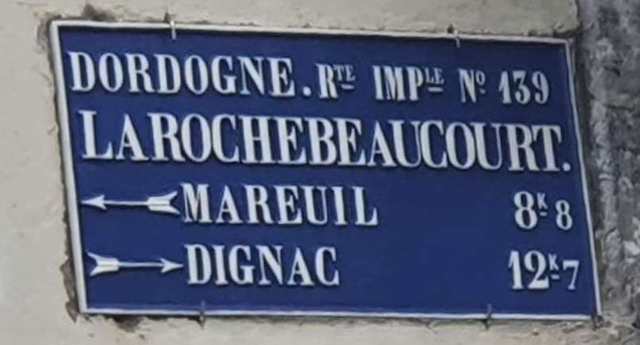 DORDOGNE. RTE IMPLE No 139
LAROCHEBEAUCOURT.
MAREUIL 8K8
DIGNAC 12K7